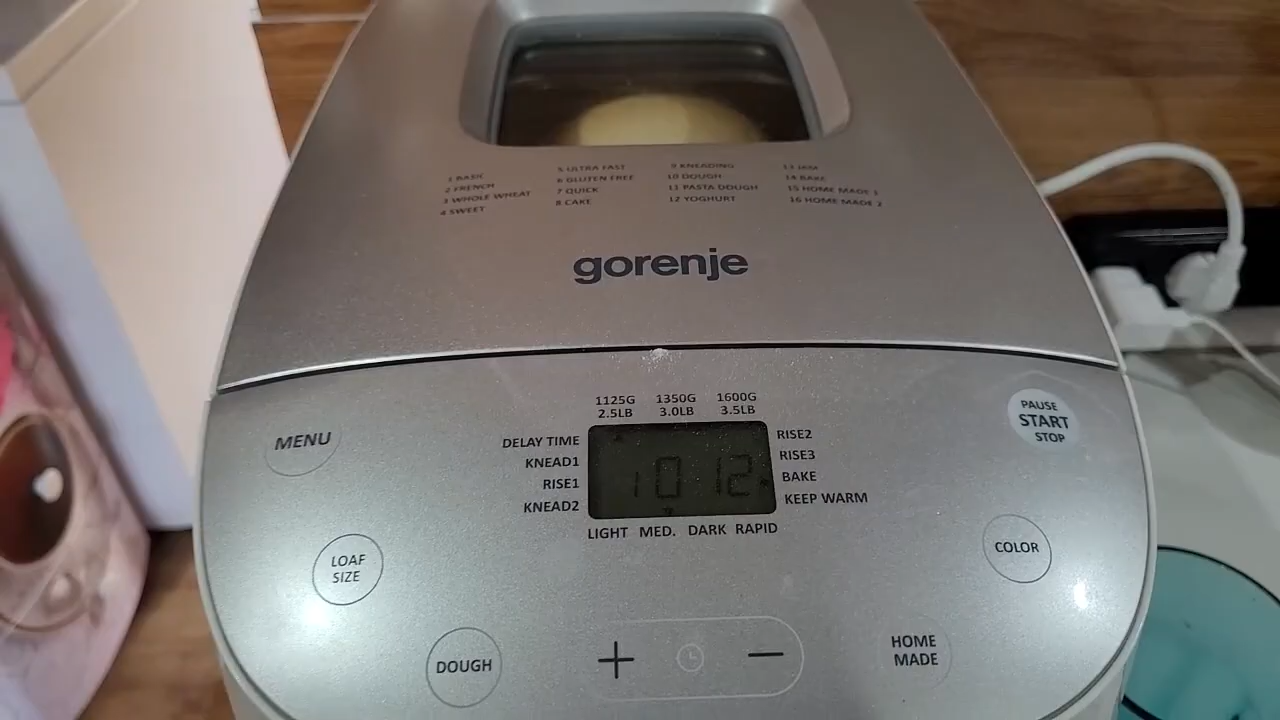 1 BASIC
2 FRENCH
3 WHOLE WHEAT
4 SWEET
5 ULTRA FAST
6 GLUTEN FREE
7 QUICK
8 CAKE
9 KNEADING
10 DOUGH
11 PASTA DOUGH
12 YOGHURT
13 JAM
14 BAKE
15 HOME MADE 1
16 HOME MADE 2
gorenje
1125G 1350G 1600G
2.5LB 3.0LB 3.5LB
DELAY TIME
KNEAD1
RISE1
KNEAD2
10 12
RISE2
RISE3
BAKE
KEEP WARM
LIGHT MED. DARK RAPID
MENU
PAUSE
START
STOP
LOAF
SIZE
COLOR
DOUGH
+ −
HOME
MADE